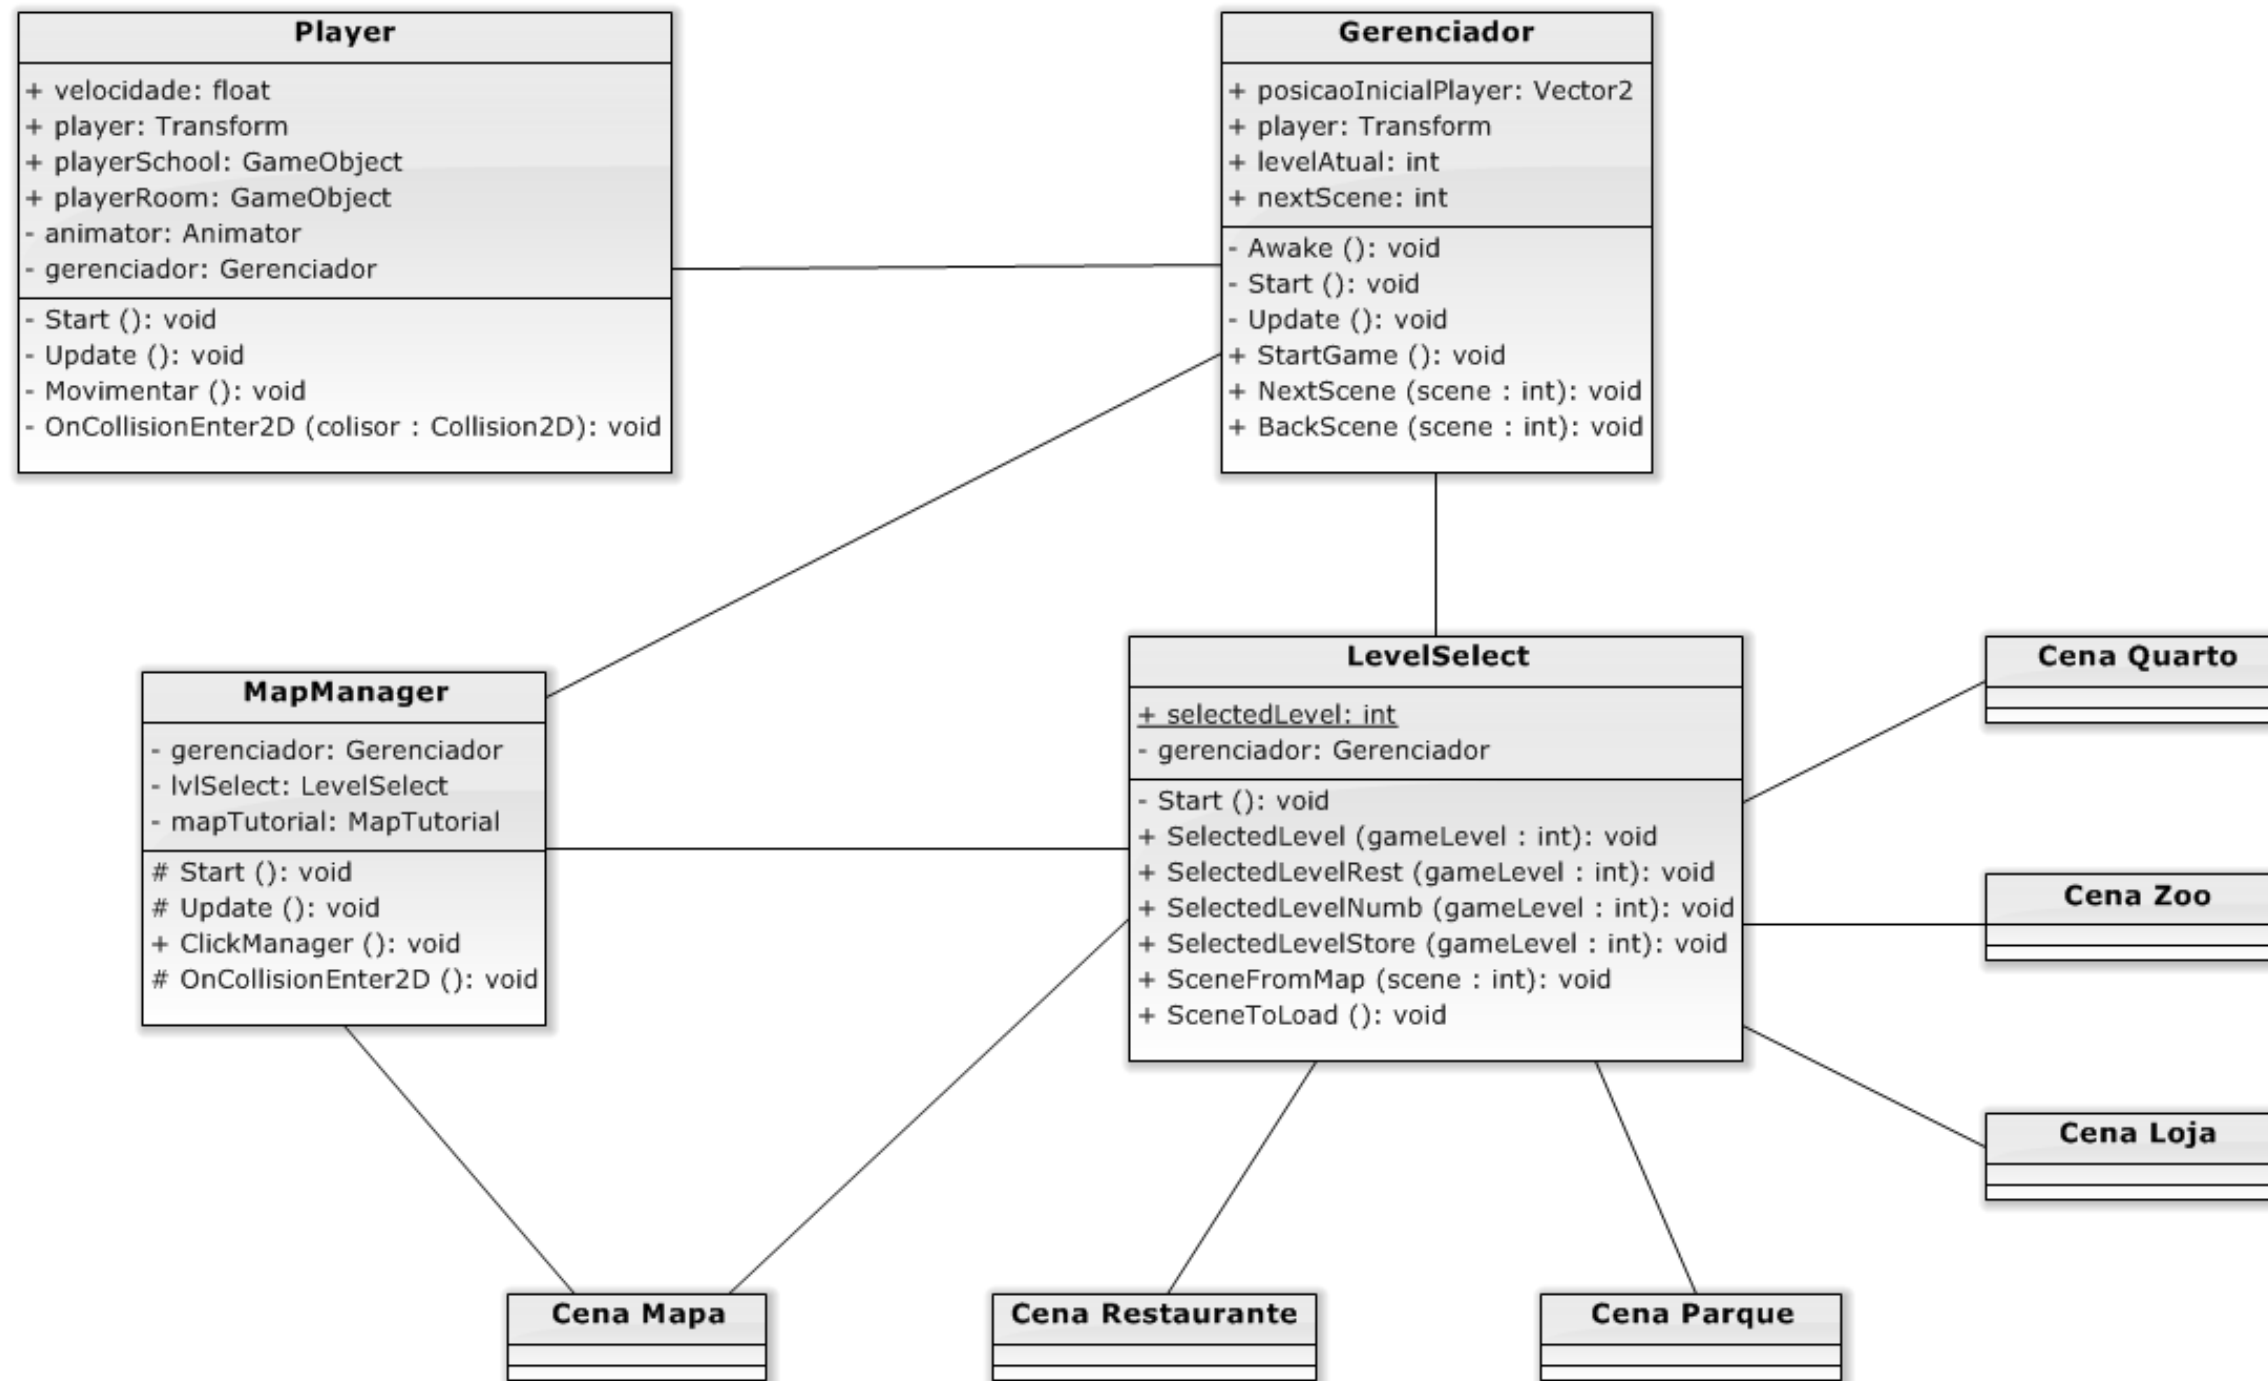 Player
+ velocidade: float
+ player: Transform
+ playerSchool: GameObject
+ playerRoom: GameObject
- animator: Animator
- gerenciador: Gerenciador
- Start (): void
- Update (): void
- Movimentar (): void
- OnCollisionEnter2D (colisor : Collision2D): void
Gerenciador
+ posicaoInicialPlayer: Vector2
+ player: Transform
+ levelAtual: int
+ nextScene: int
- Awake (): void
- Start (): void
- Update (): void
+ StartGame (): void
+ NextScene (scene : int): void
+ BackScene (scene : int): void
MapManager
- gerenciador: Gerenciador
- lvlSelect: LevelSelect
- mapTutorial: MapTutorial
# Start (): void
# Update (): void
+ ClickManager (): void
# OnCollisionEnter2D (): void
LevelSelect
+ selectedLevel: int
- gerenciador: Gerenciador
- Start (): void
+ SelectedLevel (gameLevel : int): void
+ SelectedLevelRest (gameLevel : int): void
+ SelectedLevelNumb (gameLevel : int): void
+ SelectedLevelStore (gameLevel : int): void
+ SceneFromMap (scene : int): void
+ SceneToLoad (): void
Cena Quarto
Cena Zoo
Cena Loja
Cena Mapa
Cena Restaurante
Cena Parque